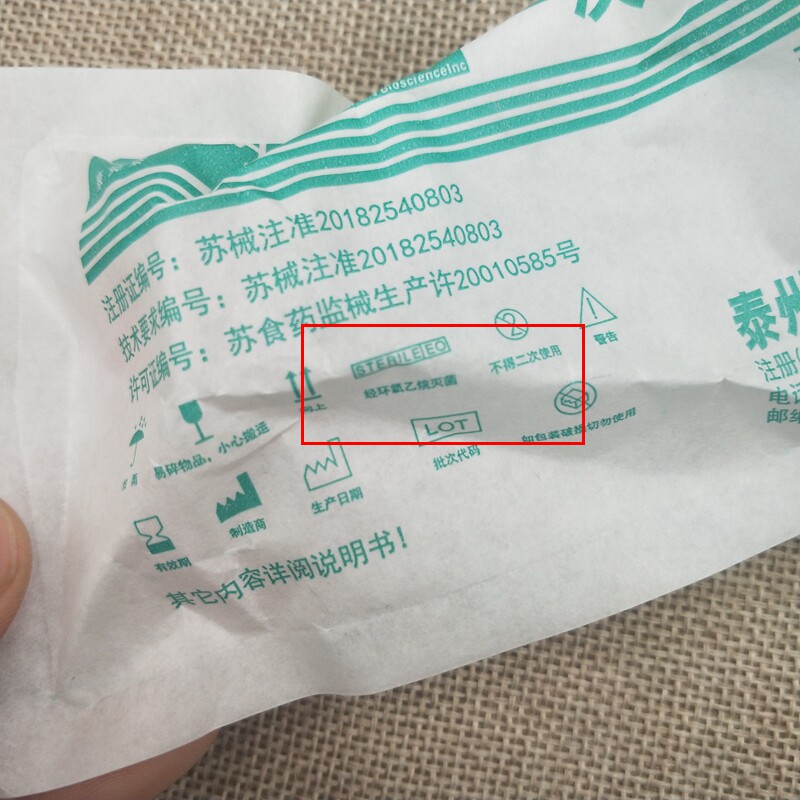 BioscienceInc
注册证编号：苏械注准20182540803
技术要求编号：苏械注准20182540803
许可证编号：苏食药监械生产许20010585号
STERILE EO
经环氧乙烷灭菌
2
不得二次使用
警告
易碎物品，小心搬运
向上
LOT
批次代码
如包装破损切勿使用
有效期
制造商
生产日期
其它内容详阅说明书！
泰州
注册
电话
邮编